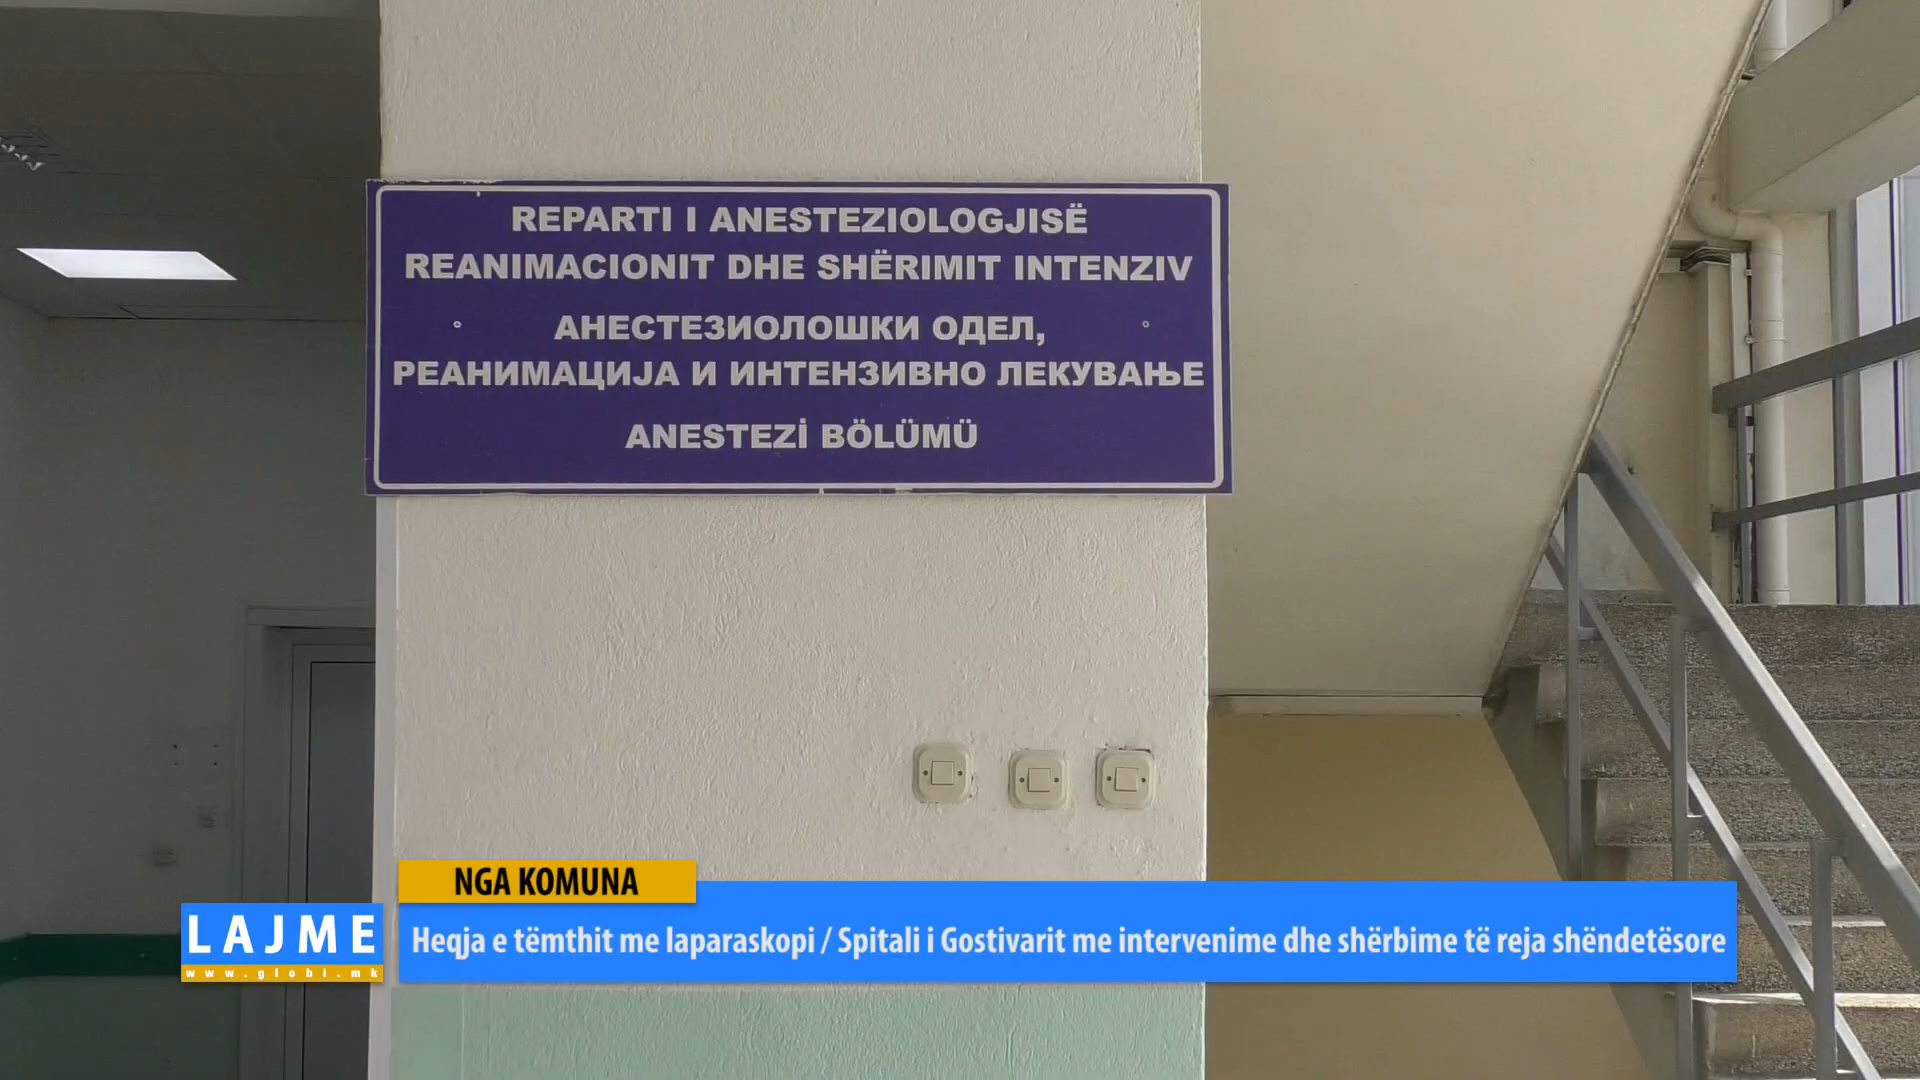 REPARTI I ANESTEZIOLOGJISË
REANIMACIONIT DHE SHËRIMIT INTENZIV
АНЕСТЕЗИОЛОШКИ ОДЕЛ,
РЕАНИМАЦИЈА И ИНТЕНЗИВНО ЛЕКУВАЊЕ
ANESTEZİ BÖLÜMÜ
NGA KOMUNA
LAJME
www.globi.mk
Heqja e tëmthit me laparaskopi / Spitali i Gostivarit me intervenime dhe shërbime të reja shëndetësore